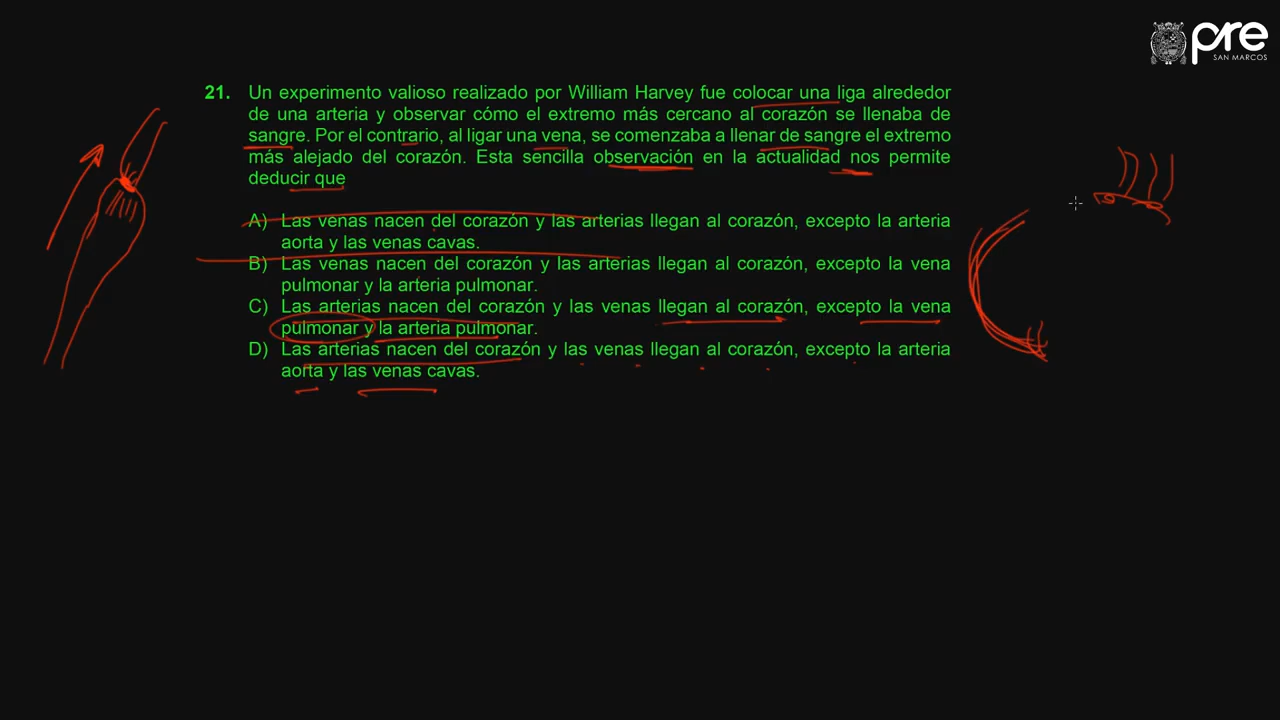 pre
SAN MARCOS
21. Un experimento valioso realizado por William Harvey fue colocar una liga alrededor
de una arteria y observar cómo el extremo más cercano al corazón se llenaba de
sangre. Por el contrario, al ligar una vena, se comenzaba a llenar de sangre el extremo
más alejado del corazón. Esta sencilla observación en la actualidad nos permite
deducir que
A) Las venas nacen del corazón y las arterias llegan al corazón, excepto la arteria
aorta y las venas cavas.
B) Las venas nacen del corazón y las arterias llegan al corazón, excepto la vena
pulmonar y la arteria pulmonar.
C) Las arterias nacen del corazón y las venas llegan al corazón, excepto la vena
pulmonar y la arteria pulmonar.
D) Las arterias nacen del corazón y las venas llegan al corazón, excepto la arteria
aorta y las venas cavas.